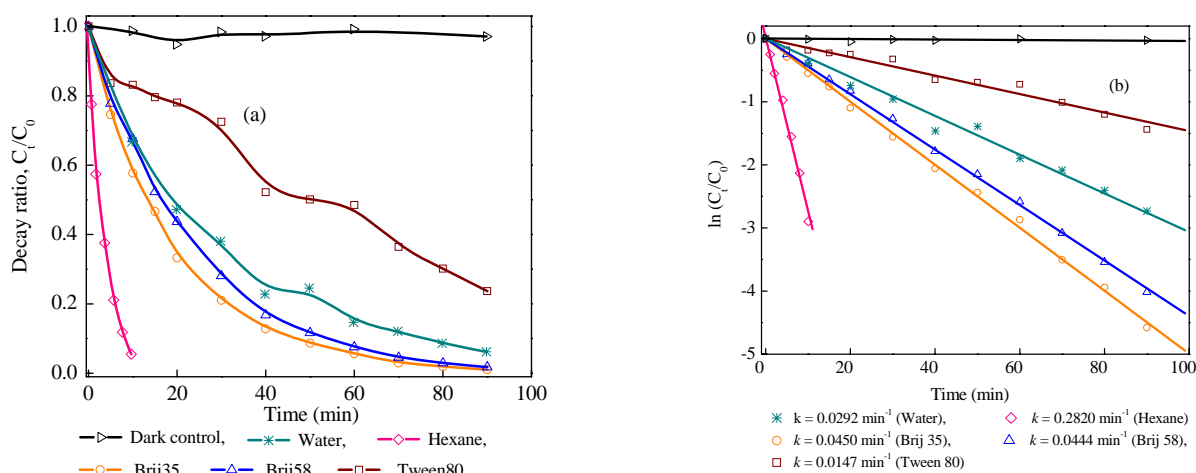 1.0
0.8
0.6
0.4
0.2
0.0
Decay ratio, C_t/C_0
(a)
0 20 40 60 80 100
Time (min)
Dark control, Water, Hexane,
Brij35, Brij58, Tween80
0
-1
-2
-3
-4
-5
ln (C_t/C_0)
(b)
0 20 40 60 80 100
Time (min)
k = 0.0292 min⁻¹ (Water), k = 0.2820 min⁻¹ (Hexane)
k = 0.0450 min⁻¹ (Brij 35), k = 0.0444 min⁻¹ (Brij 58),
k = 0.0147 min⁻¹ (Tween 80)